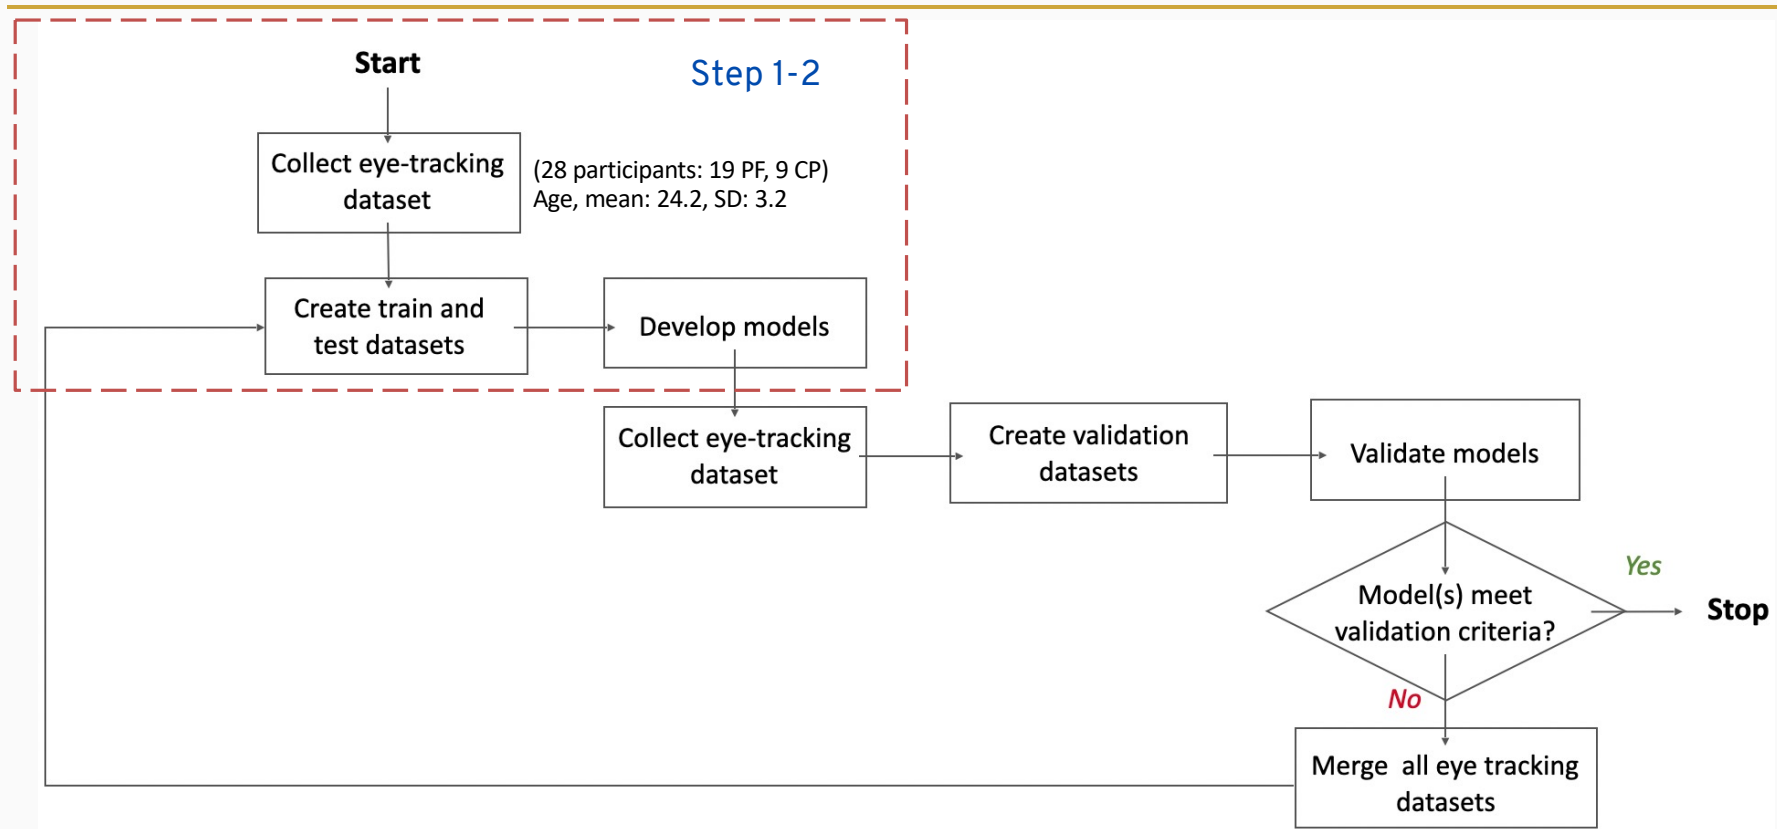 Start
Step 1-2
Collect eye-tracking
dataset
(28 participants: 19 PF, 9 CP)
Age, mean: 24.2, SD: 3.2
Create train and
test datasets
Develop models
Collect eye-tracking
dataset
Create validation
datasets
Validate models
Model(s) meet
validation criteria?
Yes
Stop
No
Merge all eye tracking
datasets